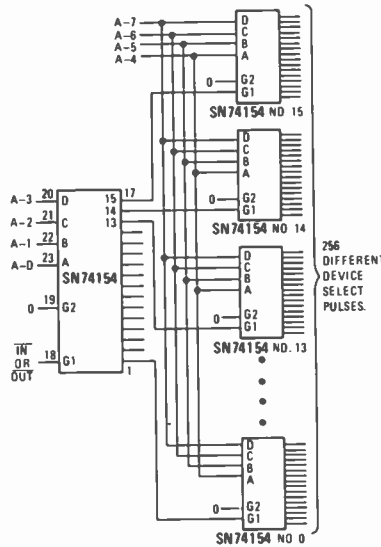 A-7 D
A-6 C
A-5 B
A-4 A
0 G2
G1
SN74154 NO 15
D
C
B
A
0 G2
G1
SN74154 NO 14
A-3 20 D 15 17
A-2 21 C 14
A-1 22 B 13
A-D 23 A
SN74154
0 19 G2
IN
OR
OUT
18 G1 1
D
C
B
A
0 G2
G1
SN74154 NO. 13
D
C
B
A
0 G2
G1
SN74154 NO 0
256
DIFFERENT
DEVICE
SELECT
PULSES.